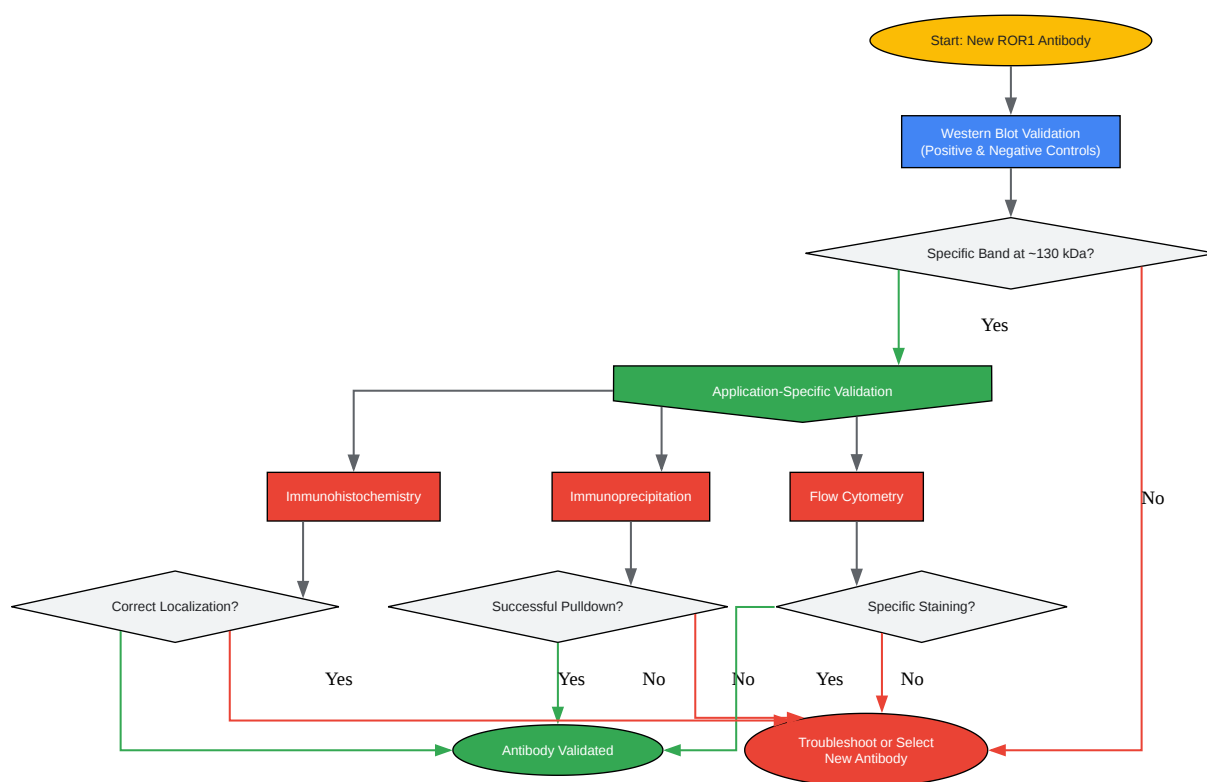 Start: New ROR1 Antibody
Western Blot Validation
(Positive & Negative Controls)
Specific Band at ~130 kDa?
Yes
Application-Specific Validation
Immunohistochemistry
Immunoprecipitation
Flow Cytometry
No
Correct Localization?
Successful Pulldown?
Specific Staining?
Yes
Yes
No
No
Yes
No
Antibody Validated
Troubleshoot or Select
New Antibody